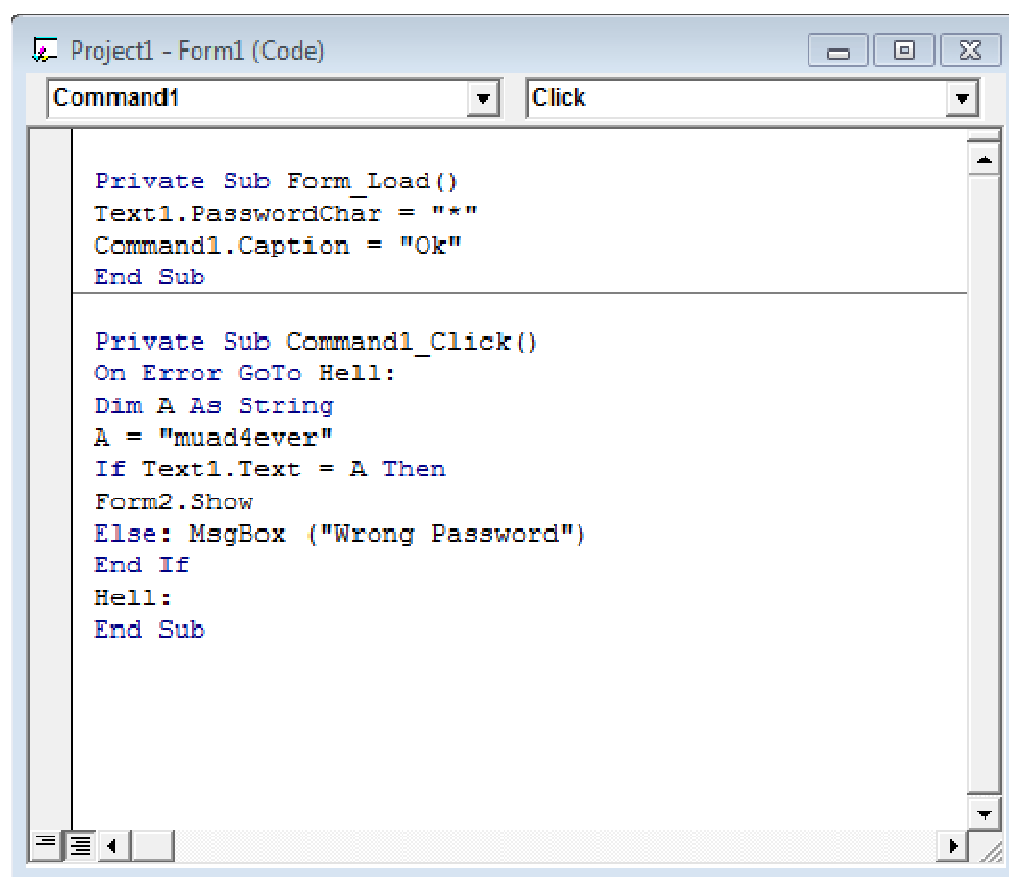 Project1 - Form1 (Code)
Command1 Click
Private Sub Form_Load()
Text1.PasswordChar = "*"
Command1.Caption = "Ok"
End Sub
Private Sub Command1_Click()
On Error GoTo Hell:
Dim A As String
A = "muad4ever"
If Text1.Text = A Then
Form2.Show
Else: MsgBox ("Wrong Password")
End If
Hell:
End Sub